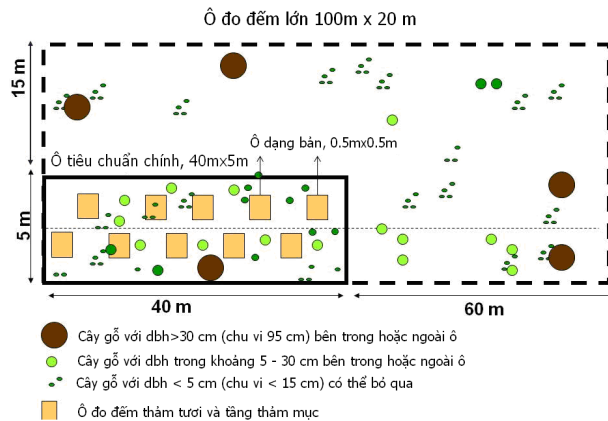 Ô đo đếm lớn 100m x 20 m
15 m
Ô dạng bản, 0.5mx0.5m
Ô tiêu chuẩn chính, 40mx5m
5 m
40 m
60 m
Cây gỗ với dbh>30 cm (chu vi 95 cm) bên trong hoặc ngoài ô
Cây gỗ với dbh trong khoảng 5 - 30 cm bên trong hoặc ngoài ô
Cây gỗ với dbh < 5 cm (chu vi < 15 cm) có thể bỏ qua
Ô đo đếm thảm tươi và tầng thảm mục